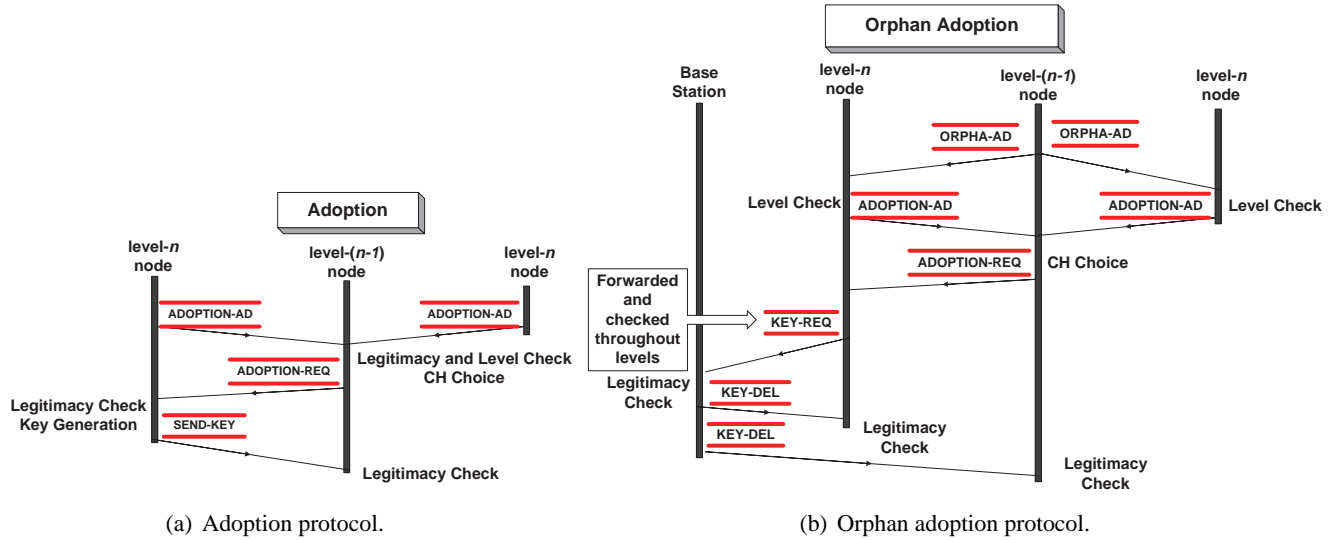 Adoption
level-n
node
level-(n-1)
node
level-n
node
ADOPTION-AD
ADOPTION-AD
Legitimacy and Level Check
CH Choice
ADOPTION-REQ
Legitimacy Check
Key Generation
SEND-KEY
Legitimacy Check
(a) Adoption protocol.
Orphan Adoption
Base
Station
level-n
node
level-(n-1)
node
level-n
node
ORPHA-AD
ORPHA-AD
Level Check
ADOPTION-AD
ADOPTION-AD
Level Check
ADOPTION-REQ
CH Choice
Forwarded
and
checked
throughout
levels
KEY-REQ
Legitimacy
Check
KEY-DEL
KEY-DEL
Legitimacy
Check
Legitimacy
Check
(b) Orphan adoption protocol.